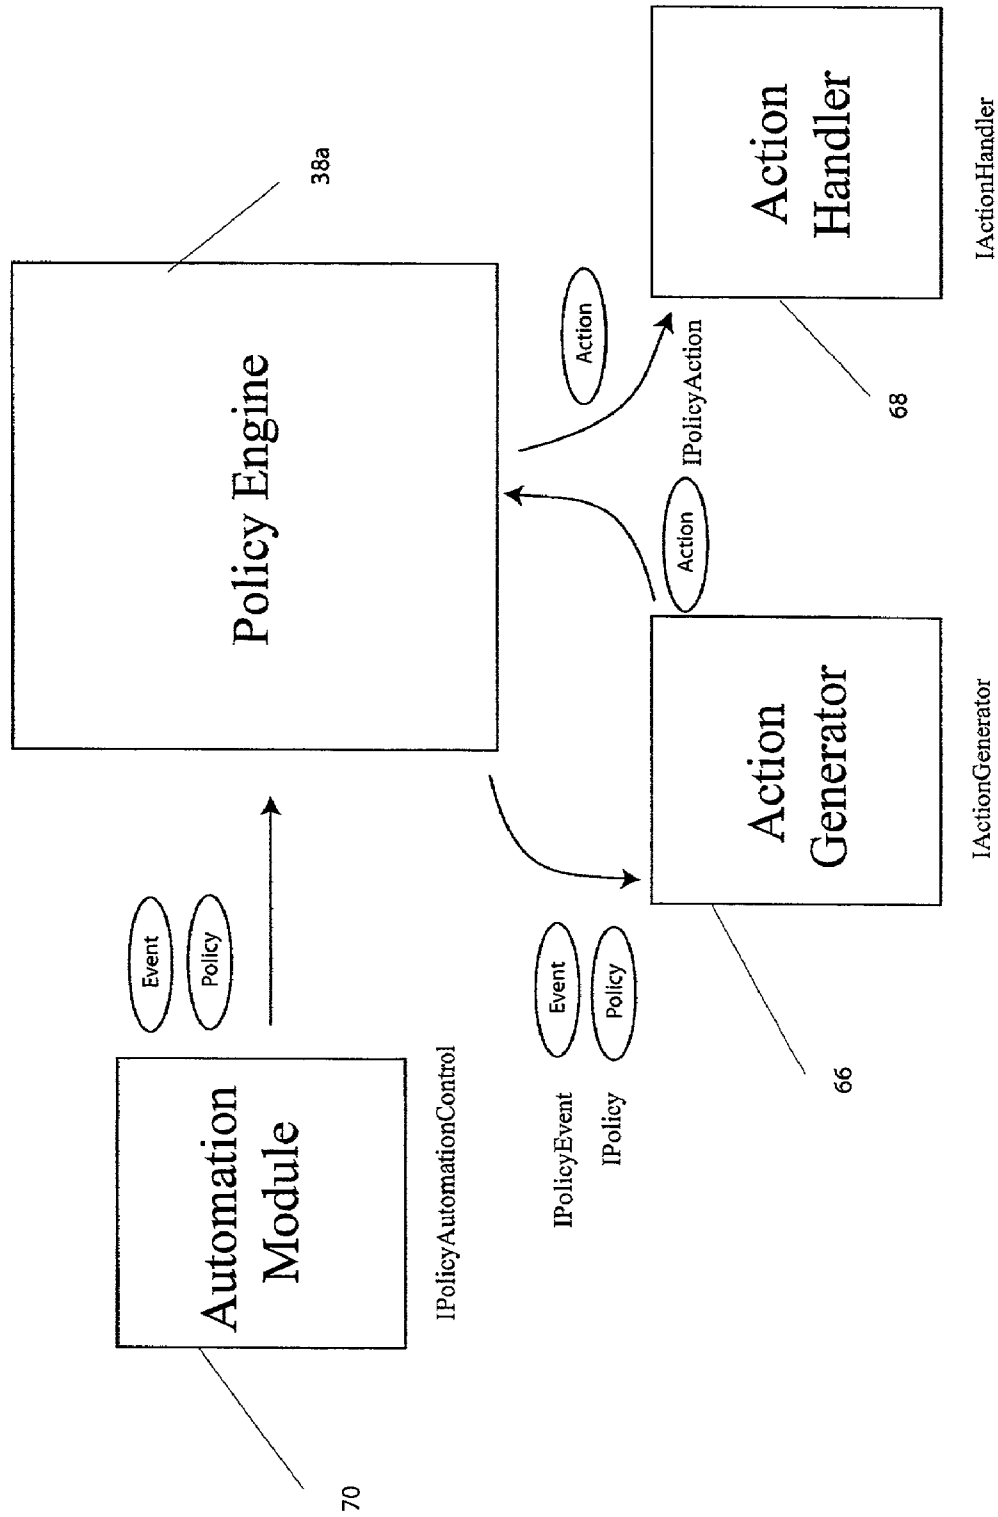 70
Automation
Module
IPolicyAutomationControl
Event
Policy
Policy Engine
38a
IPolicyEvent
IPolicy
Event
Policy
66
Action
Generator
IActionGenerator
Action
IPolicyAction
Action
68
Action
Handler
IActionHandler